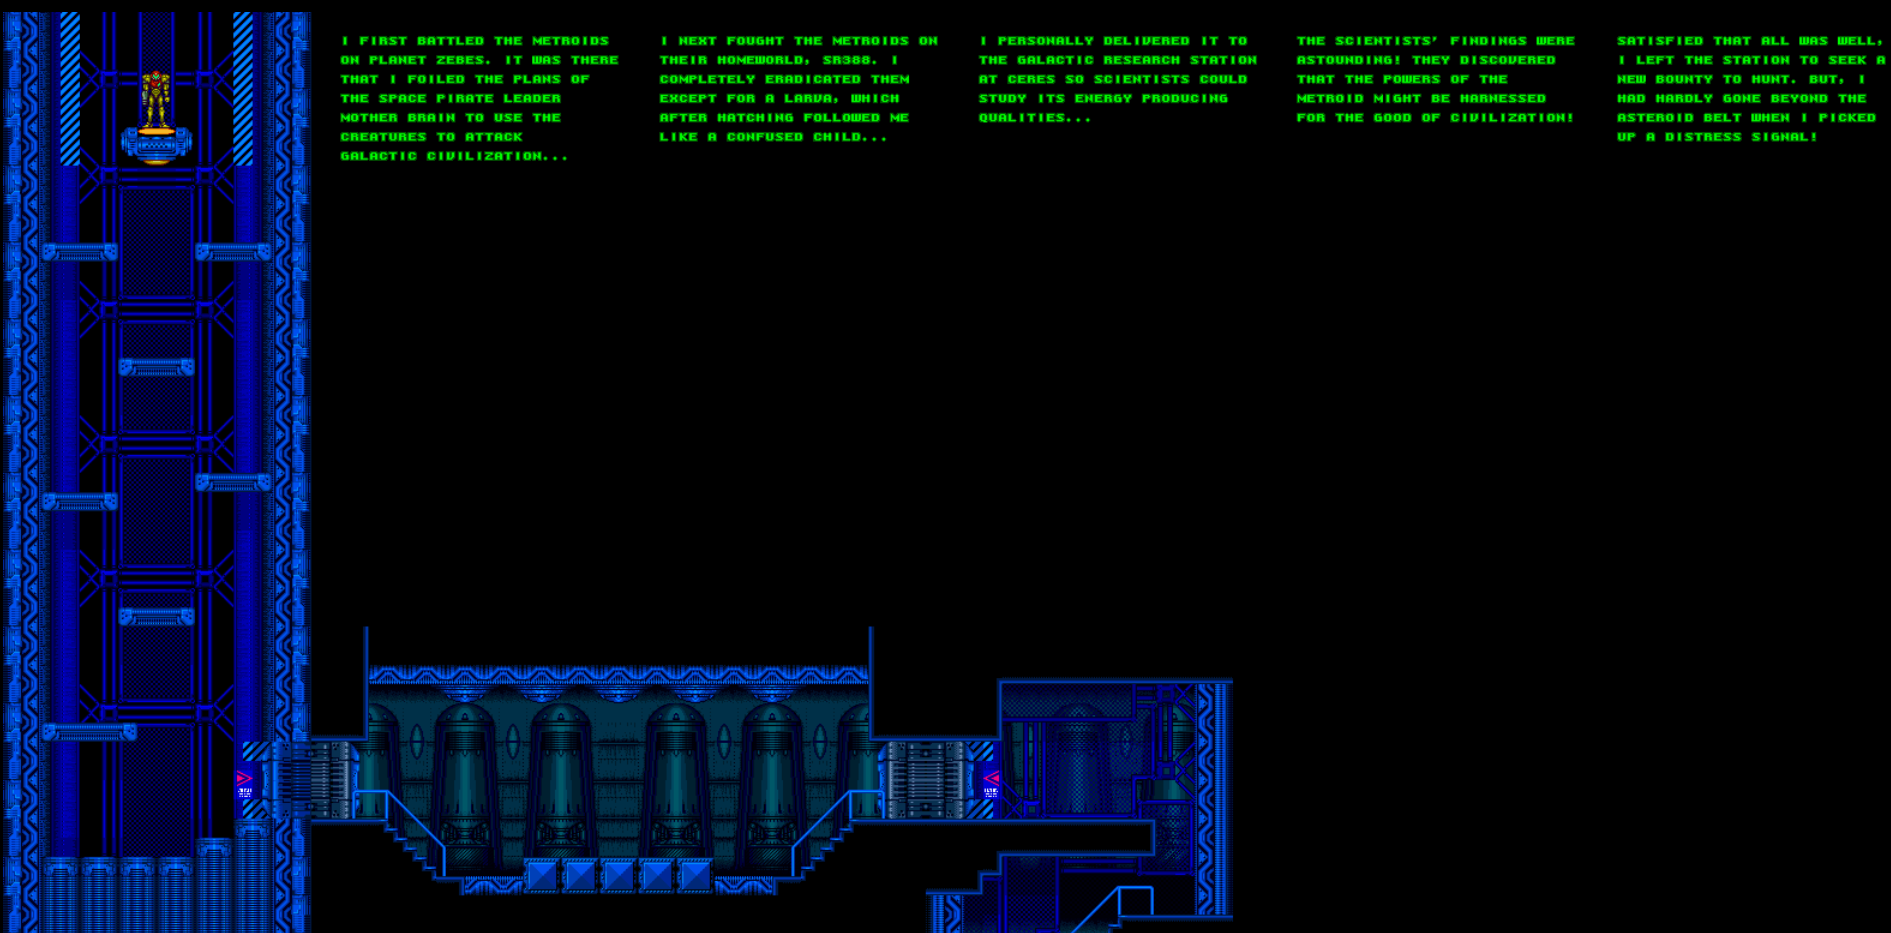 I FIRST BATTLED THE METROIDS
ON PLANET ZEBES. IT WAS THERE
THAT I FOILED THE PLANS OF
THE SPACE PIRATE LEADER
MOTHER BRAIN TO USE THE
CREATURES TO ATTACK
GALACTIC CIVILIZATION...
I NEXT FOUGHT THE METROIDS ON
THEIR HOMEWORLD, SR388. I
COMPLETELY ERADICATED THEM
EXCEPT FOR A LARVA, WHICH
AFTER HATCHING FOLLOWED ME
LIKE A CONFUSED CHILD...
I PERSONALLY DELIVERED IT TO
THE GALACTIC RESEARCH STATION
AT CERES SO SCIENTISTS COULD
STUDY ITS ENERGY PRODUCING
QUALITIES...
THE SCIENTISTS' FINDINGS WERE
ASTOUNDING! THEY DISCOVERED
THAT THE POWERS OF THE
METROID MIGHT BE HARNESSED
FOR THE GOOD OF CIVILIZATION!
SATISFIED THAT ALL WAS WELL,
I LEFT THE STATION TO SEEK A
NEW BOUNTY TO HUNT. BUT, I
HAD HARDLY GONE BEYOND THE
ASTEROID BELT WHEN I PICKED
UP A DISTRESS SIGNAL!